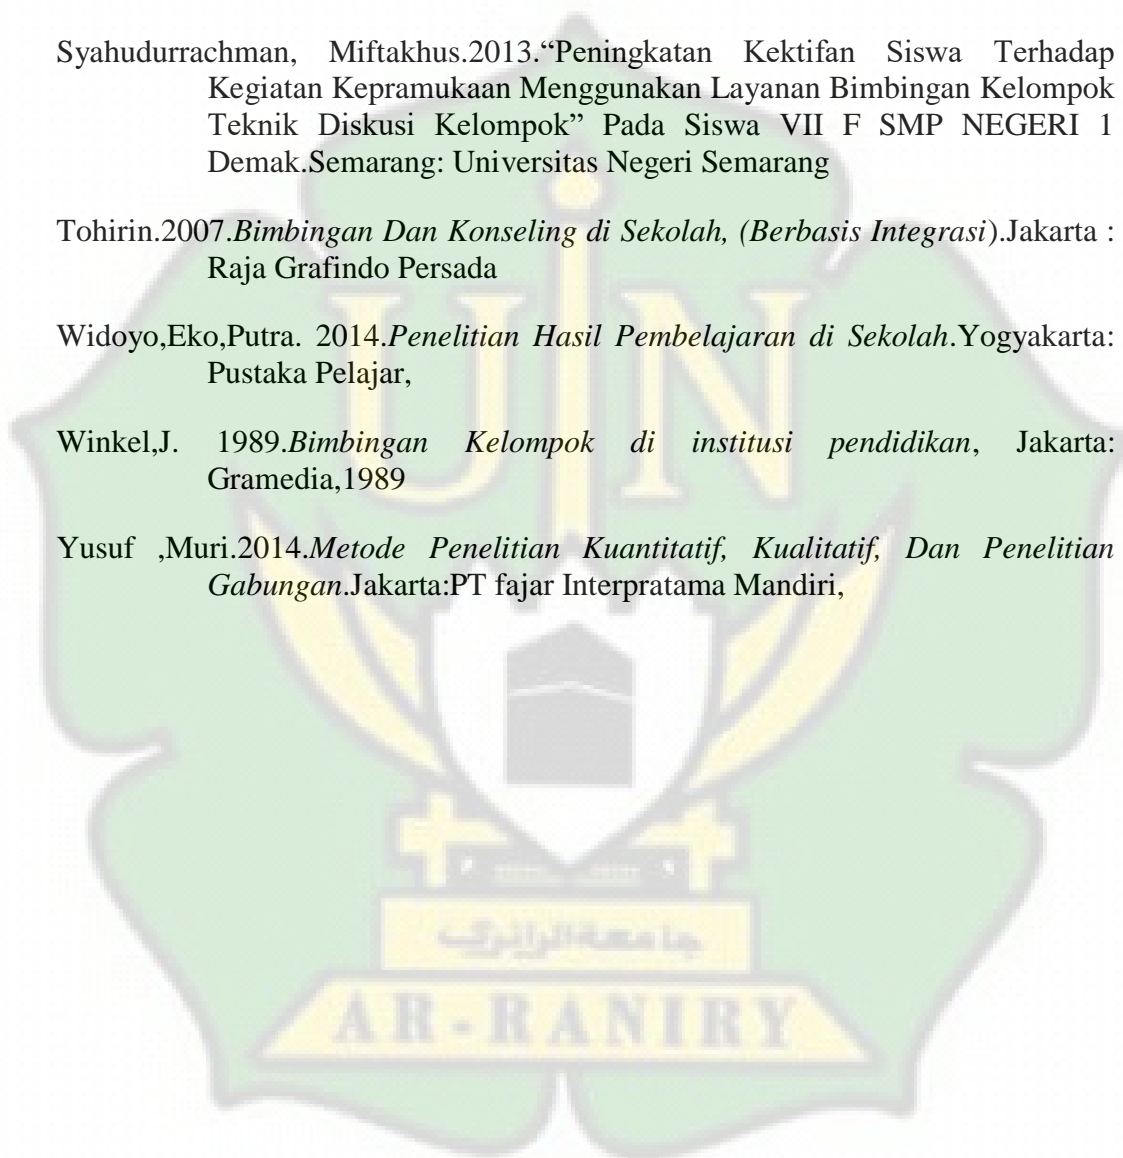 Syahudurrachman, Miftakhus.2013.“Peningkatan Kektifan Siswa Terhadap
Kegiatan Kepramukaan Menggunakan Layanan Bimbingan Kelompok
Teknik Diskusi Kelompok” Pada Siswa VII F SMP NEGERI 1
Demak.Semarang: Universitas Negeri Semarang
Tohirin.2007.Bimbingan Dan Konseling di Sekolah, (Berbasis Integrasi).Jakarta :
Raja Grafindo Persada
Widoyo,Eko,Putra. 2014.Penelitian Hasil Pembelajaran di Sekolah.Yogyakarta:
Pustaka Pelajar,
Winkel,J. 1989.Bimbingan Kelompok di institusi pendidikan, Jakarta:
Gramedia,1989
Yusuf ,Muri.2014.Metode Penelitian Kuantitatif, Kualitatif, Dan Penelitian
Gabungan.Jakarta:PT fajar Interpratama Mandiri,
UIN
جامعة الرانري
AR-RANIRY